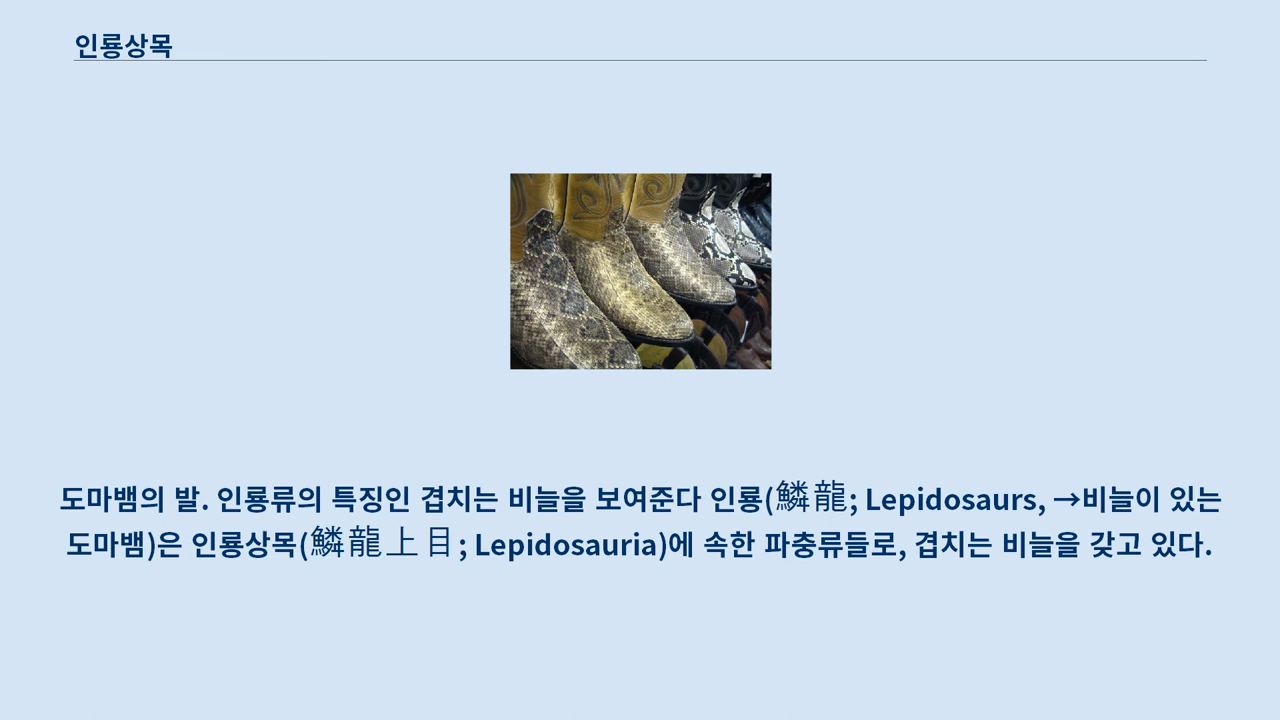 인룡상목
도마뱀의 발. 인룡류의 특징인 겹치는 비늘을 보여준다 인룡(鱗龍; Lepidosaurs, →비늘이 있는
도마뱀)은 인룡상목(鱗龍上目; Lepidosauria)에 속한 파충류들로, 겹치는 비늘을 갖고 있다.